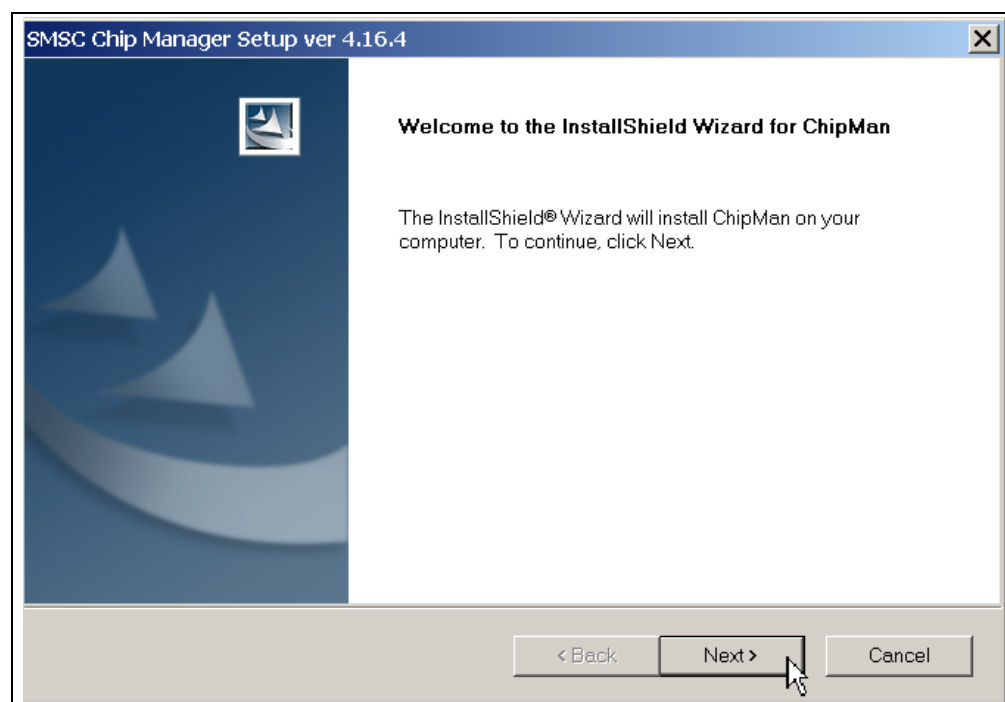 SMSC Chip Manager Setup ver 4.16.4
Welcome to the InstallShield Wizard for ChipMan
The InstallShield® Wizard will install ChipMan on your
computer. To continue, click Next.
< Back
Next >
Cancel